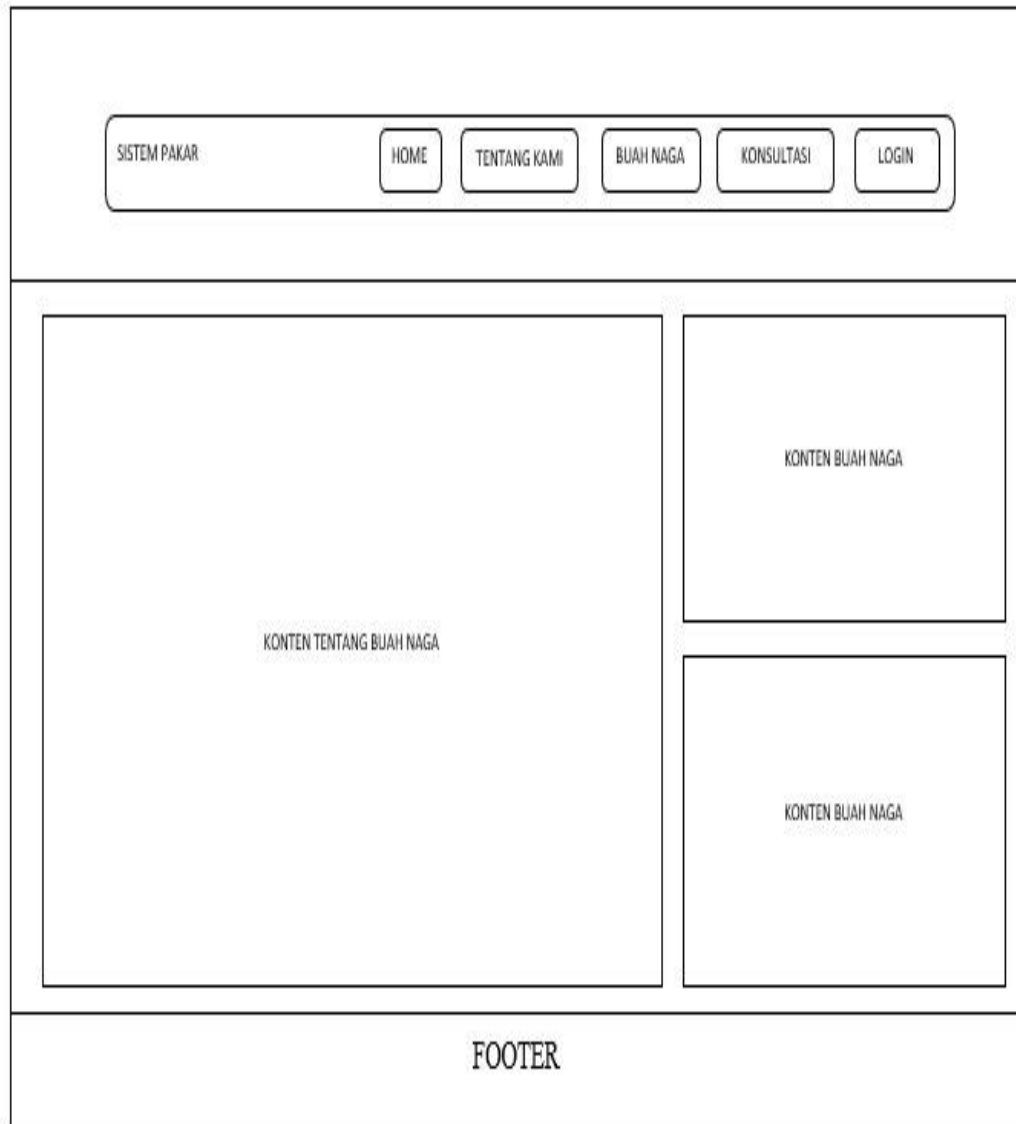 SISTEM PAKAR
HOME
TENTANG KAMI
BUAH NAGA
KONSULTASI
LOGIN
KONTEN TENTANG BUAH NAGA
KONTEN BUAH NAGA
KONTEN BUAH NAGA
FOOTER